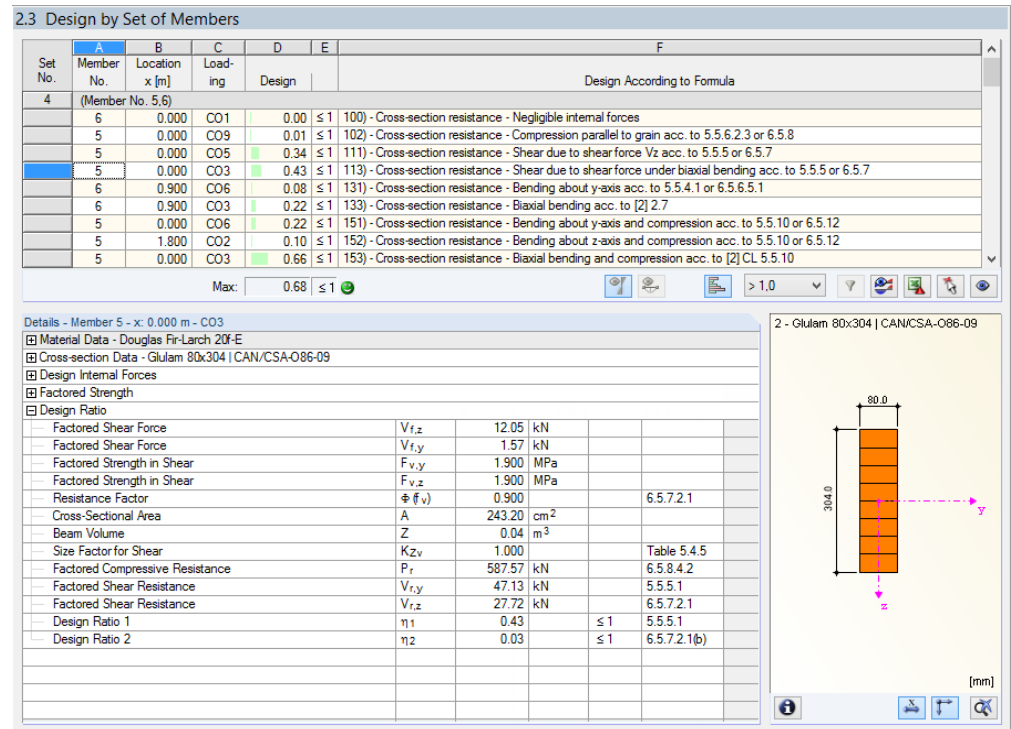 2.3 Design by Set of Members
A B C D E F
Set Member Location Load-
No. No. x [m] ing Design Design According to Formula
4 (Member No. 5,6)
6 0.000 CO1 0.00 ≤ 1 100) - Cross-section resistance - Negligible internal forces
5 0.000 CO9 0.01 ≤ 1 102) - Cross-section resistance - Compression parallel to grain acc. to 5.5.6.2.3 or 6.5.8
5 0.000 CO5 0.34 ≤ 1 111) - Cross-section resistance - Shear due to shear force Vz acc. to 5.5.5 or 6.5.7
5 0.000 CO3 0.43 ≤ 1 113) - Cross-section resistance - Shear due to shear force under biaxial bending acc. to 5.5.5 or 6.5.7
6 0.900 CO6 0.08 ≤ 1 131) - Cross-section resistance - Bending about y-axis acc. to 5.5.4.1 or 6.5.6.5.1
6 0.900 CO3 0.22 ≤ 1 133) - Cross-section resistance - Biaxial bending acc. to [2] 2.7
5 0.000 CO6 0.22 ≤ 1 151) - Cross-section resistance - Bending about y-axis and compression acc. to 5.5.10 or 6.5.12
5 1.800 CO2 0.10 ≤ 1 152) - Cross-section resistance - Bending about z-axis and compression acc. to 5.5.10 or 6.5.12
5 0.000 CO3 0.66 ≤ 1 153) - Cross-section resistance - Biaxial bending and compression acc. to [2] CL 5.5.10
Max: 0.68 ≤ 1 > 1,0
Details - Member 5 - x: 0.000 m - CO3
Material Data - Douglas Fir-Larch 20f-E
Cross-section Data - Glulam 80x304 | CAN/CSA-O86-09
Design Internal Forces
Factored Strength
Design Ratio
Factored Shear Force Vf,z 12.05 kN
Factored Shear Force Vf,y 1.57 kN
Factored Strength in Shear Fv,y 1.900 MPa
Factored Strength in Shear Fv,z 1.900 MPa
Resistance Factor Φ (fv) 0.900 6.5.7.2.1
Cross-Sectional Area A 243.20 cm2
Beam Volume Z 0.04 m3
Size Factor for Shear KZv 1.000 Table 5.4.5
Factored Compressive Resistance Pr 587.57 kN 6.5.8.4.2
Factored Shear Resistance Vr,y 47.13 kN 5.5.5.1
Factored Shear Resistance Vr,z 27.72 kN 6.5.7.2.1
Design Ratio 1 η1 0.43 ≤ 1 5.5.5.1
Design Ratio 2 η2 0.03 ≤ 1 6.5.7.2.1(b)
2 - Glulam 80x304 | CAN/CSA-O86-09
80.0
304.0
y
z
[mm]